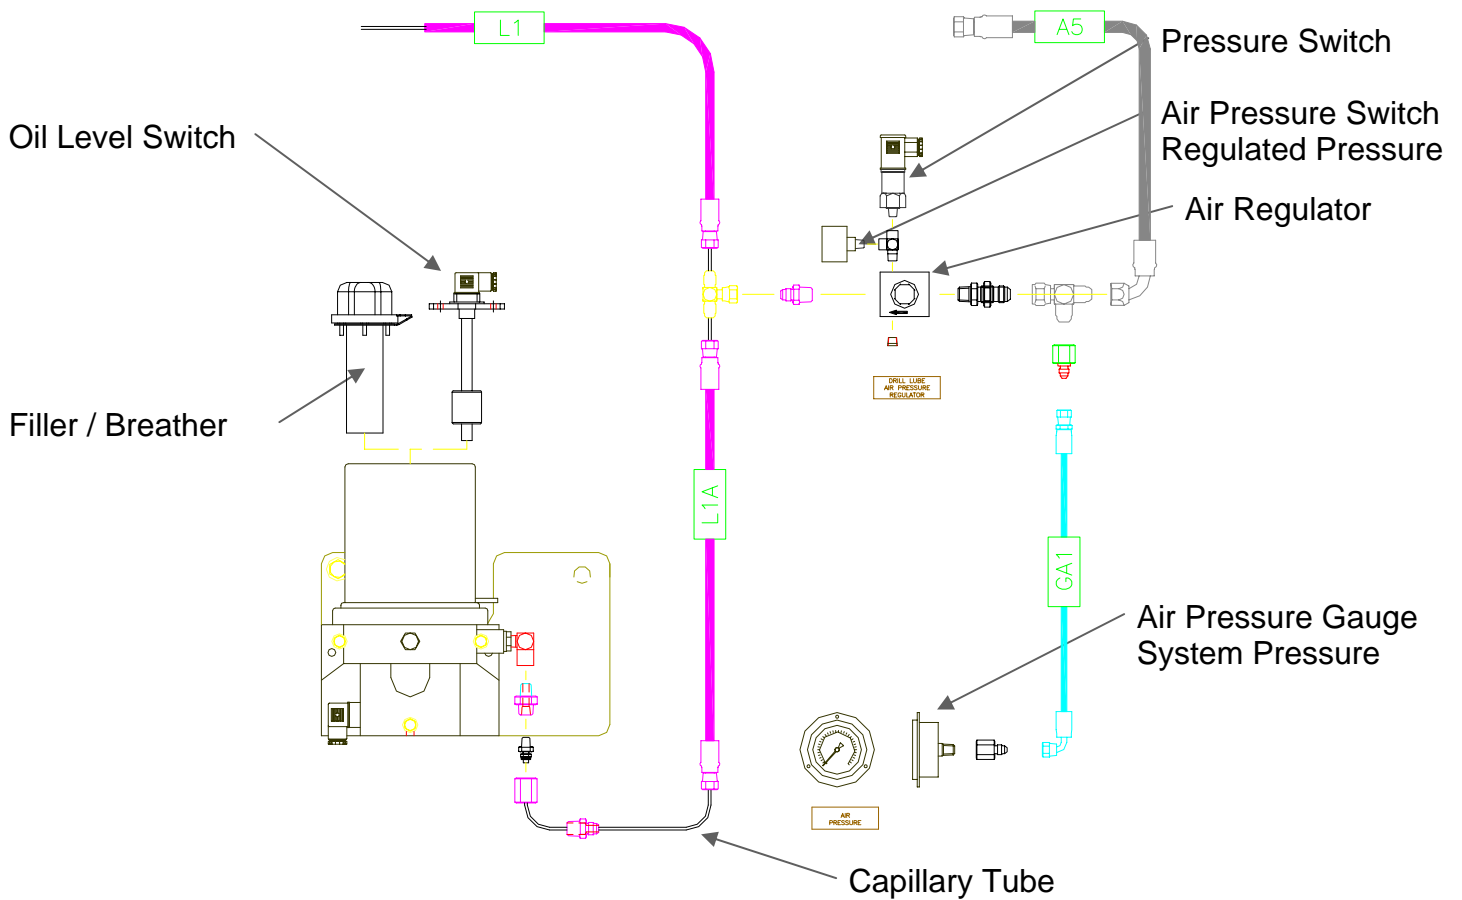 L1
A5
Pressure Switch
Oil Level Switch
Air Pressure Switch
Regulated Pressure
Air Regulator
DRILL LUBE
AIR PRESSURE
REGULATOR
Filler / Breather
L1A
GA1
Air Pressure Gauge
System Pressure
AIR
PRESSURE
Capillary Tube